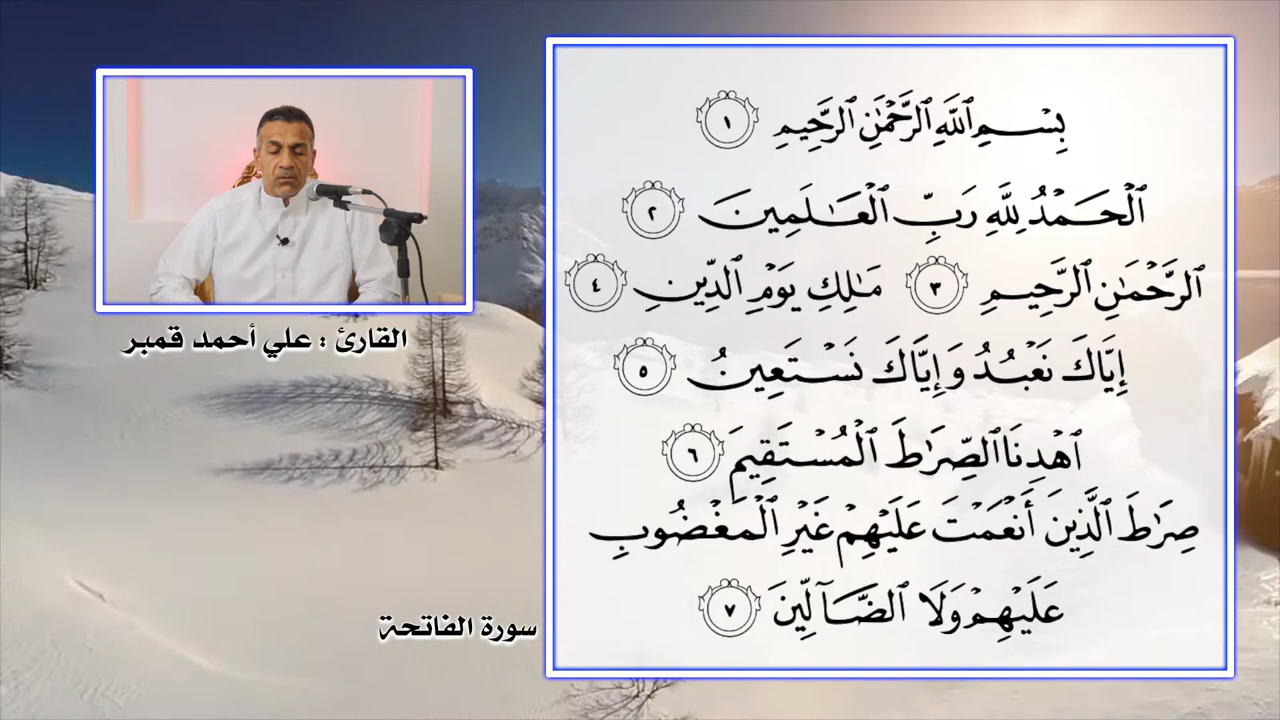 بِسْمِ ٱللَّهِ ٱلرَّحْمَٰنِ ٱلرَّحِيمِ ١
ٱلْحَمْدُ لِلَّهِ رَبِّ ٱلْعَٰلَمِينَ ٢
ٱلرَّحْمَٰنِ ٱلرَّحِيمِ ٣ مَٰلِكِ يَوْمِ ٱلدِّينِ ٤
إِيَّاكَ نَعْبُدُ وَإِيَّاكَ نَسْتَعِينُ ٥
ٱهْدِنَا ٱلصِّرَٰطَ ٱلْمُسْتَقِيمَ ٦
صِرَٰطَ ٱلَّذِينَ أَنْعَمْتَ عَلَيْهِمْ غَيْرِ ٱلْمَغْضُوبِ
عَلَيْهِمْ وَلَا ٱلضَّآلِّينَ ٧
القارئ : علي أحمد قمبر
سورة الفاتحة